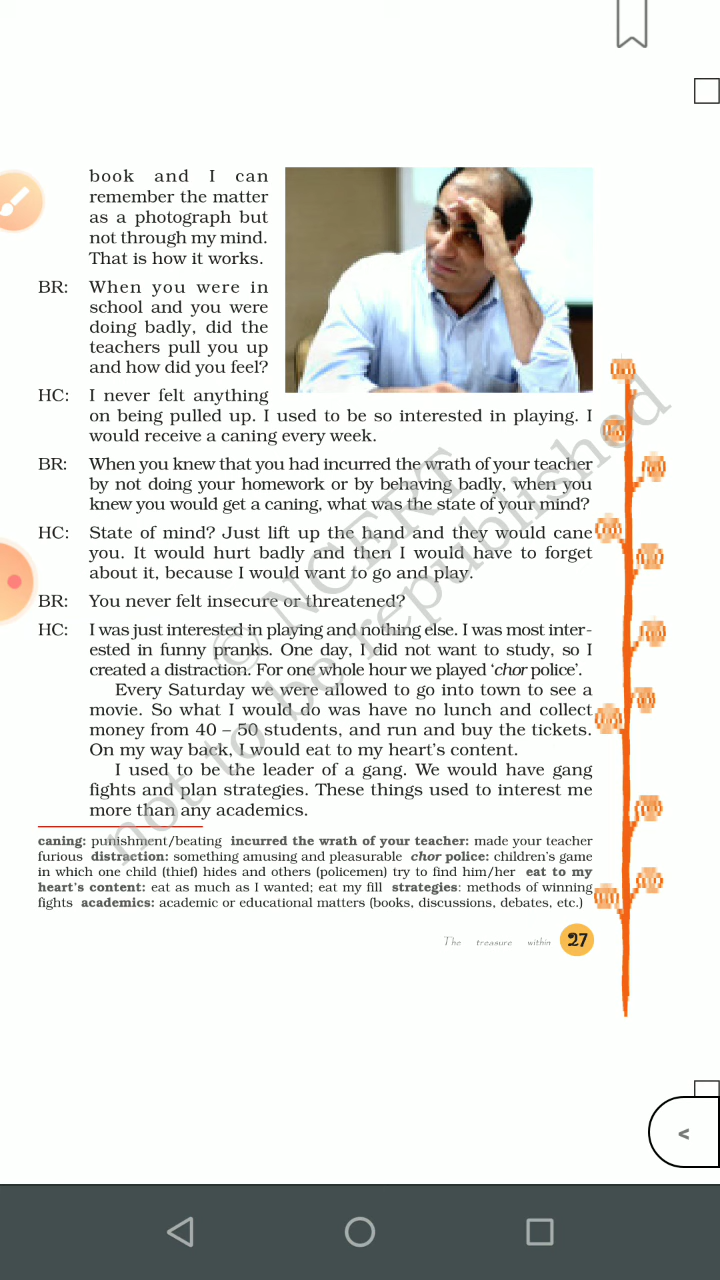 book and I can
remember the matter
as a photograph but
not through my mind.
That is how it works.
BR: When you were in
school and you were
doing badly, did the
teachers pull you up
and how did you feel?
HC: I never felt anything
on being pulled up. I used to be so interested in playing. I
would receive a caning every week.
BR: When you knew that you had incurred the wrath of your teacher
by not doing your homework or by behaving badly, when you
knew you would get a caning, what was the state of your mind?
HC: State of mind? Just lift up the hand and they would cane
you. It would hurt badly and then I would have to forget
about it, because I would want to go and play.
BR: You never felt insecure or threatened?
HC: I was just interested in playing and nothing else. I was most inter-
ested in funny pranks. One day, I did not want to study, so I
created a distraction. For one whole hour we played ‘chor police’.
Every Saturday we were allowed to go into town to see a
movie. So what I would do was have no lunch and collect
money from 40 – 50 students, and run and buy the tickets.
On my way back, I would eat to my heart’s content.
I used to be the leader of a gang. We would have gang
fights and plan strategies. These things used to interest me
more than any academics.
caning: punishment/beating incurred the wrath of your teacher: made your teacher
furious distraction: something amusing and pleasurable chor police: children’s game
in which one child (thief) hides and others (policemen) try to find him/her eat to my
heart’s content: eat as much as I wanted; eat my fill strategies: methods of winning
fights academics: academic or educational matters (books, discussions, debates, etc.)
The treasure within 27
© NCERT
not to be republished
<